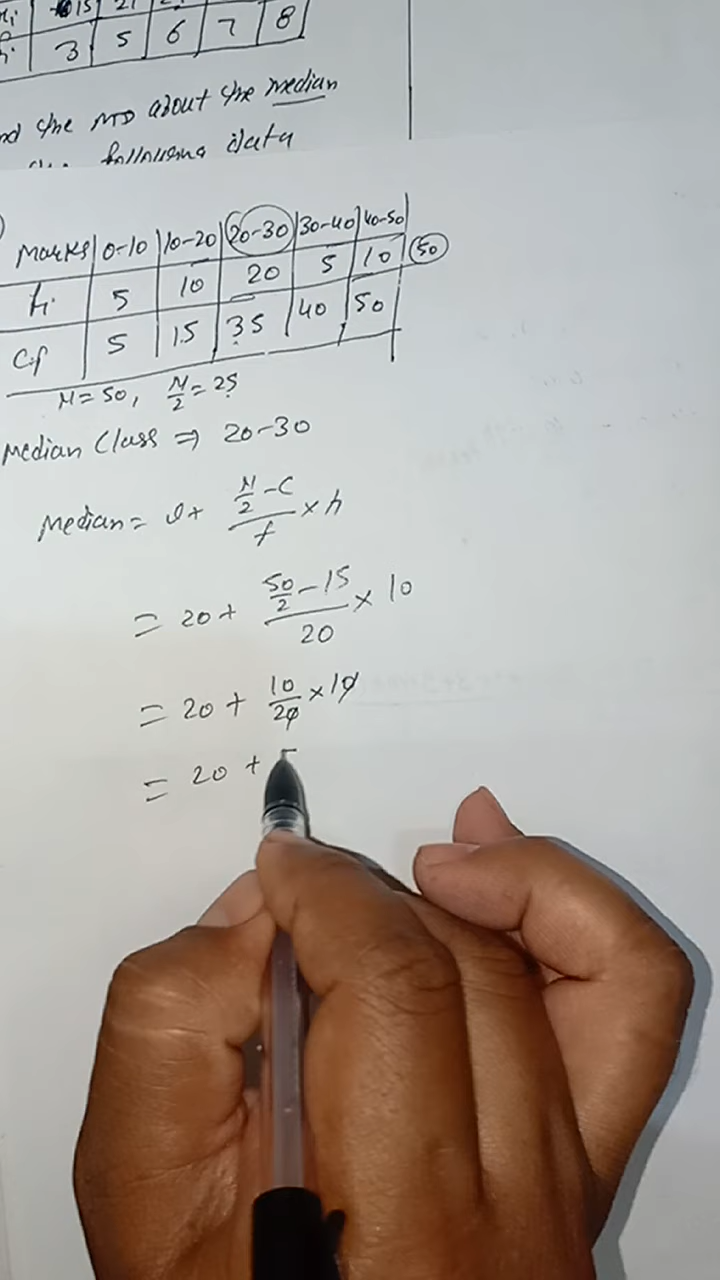 15 21
3 5 6 7 8
the MD about the median
following data
Marks 0-10 10-20 20-30 30-40 40-50
fi 5 10 20 5 10 50
Cf 5 15 35 40 50
N = 50, N/2 = 25
Median Class ⇒ 20-30
Median = l + (N/2 - C)/f × h
= 20 + (50/2 - 15)/20 × 10
= 20 + 10/20 × 10
= 20 +